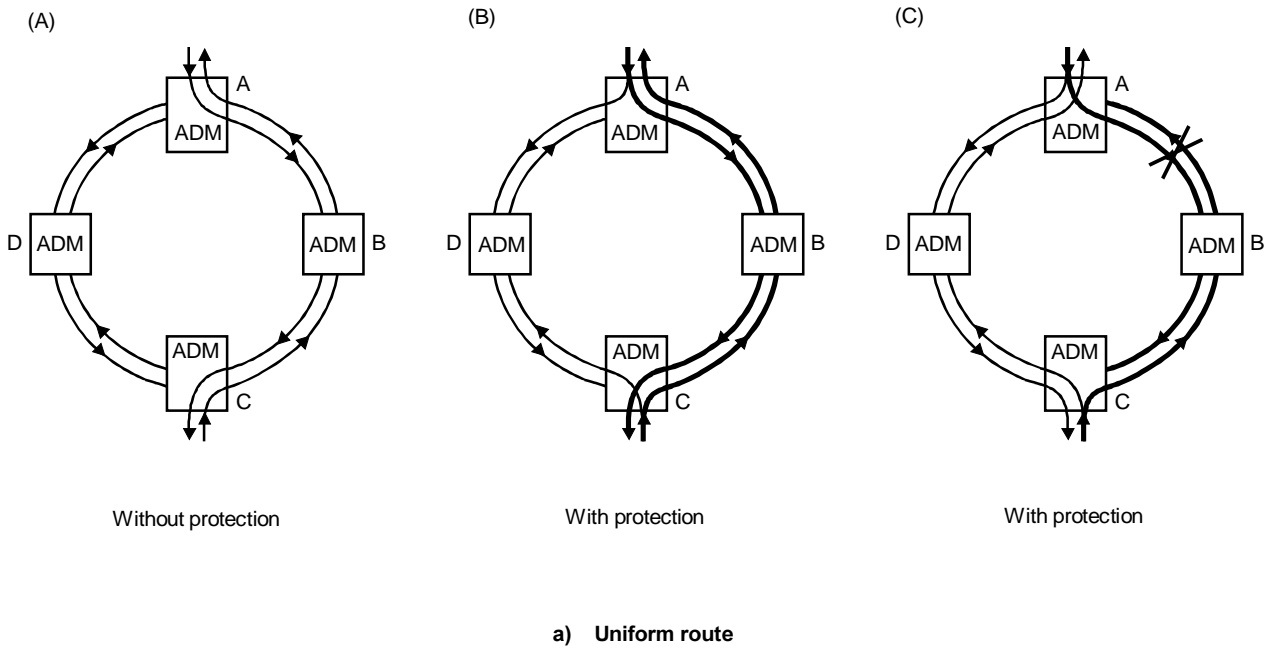 (A)
A
ADM
D
ADM
ADM
B
ADM
C
Without protection
(B)
A
ADM
D
ADM
ADM
B
ADM
C
With protection
(C)
A
ADM
D
ADM
ADM
B
ADM
C
With protection
a) Uniform route